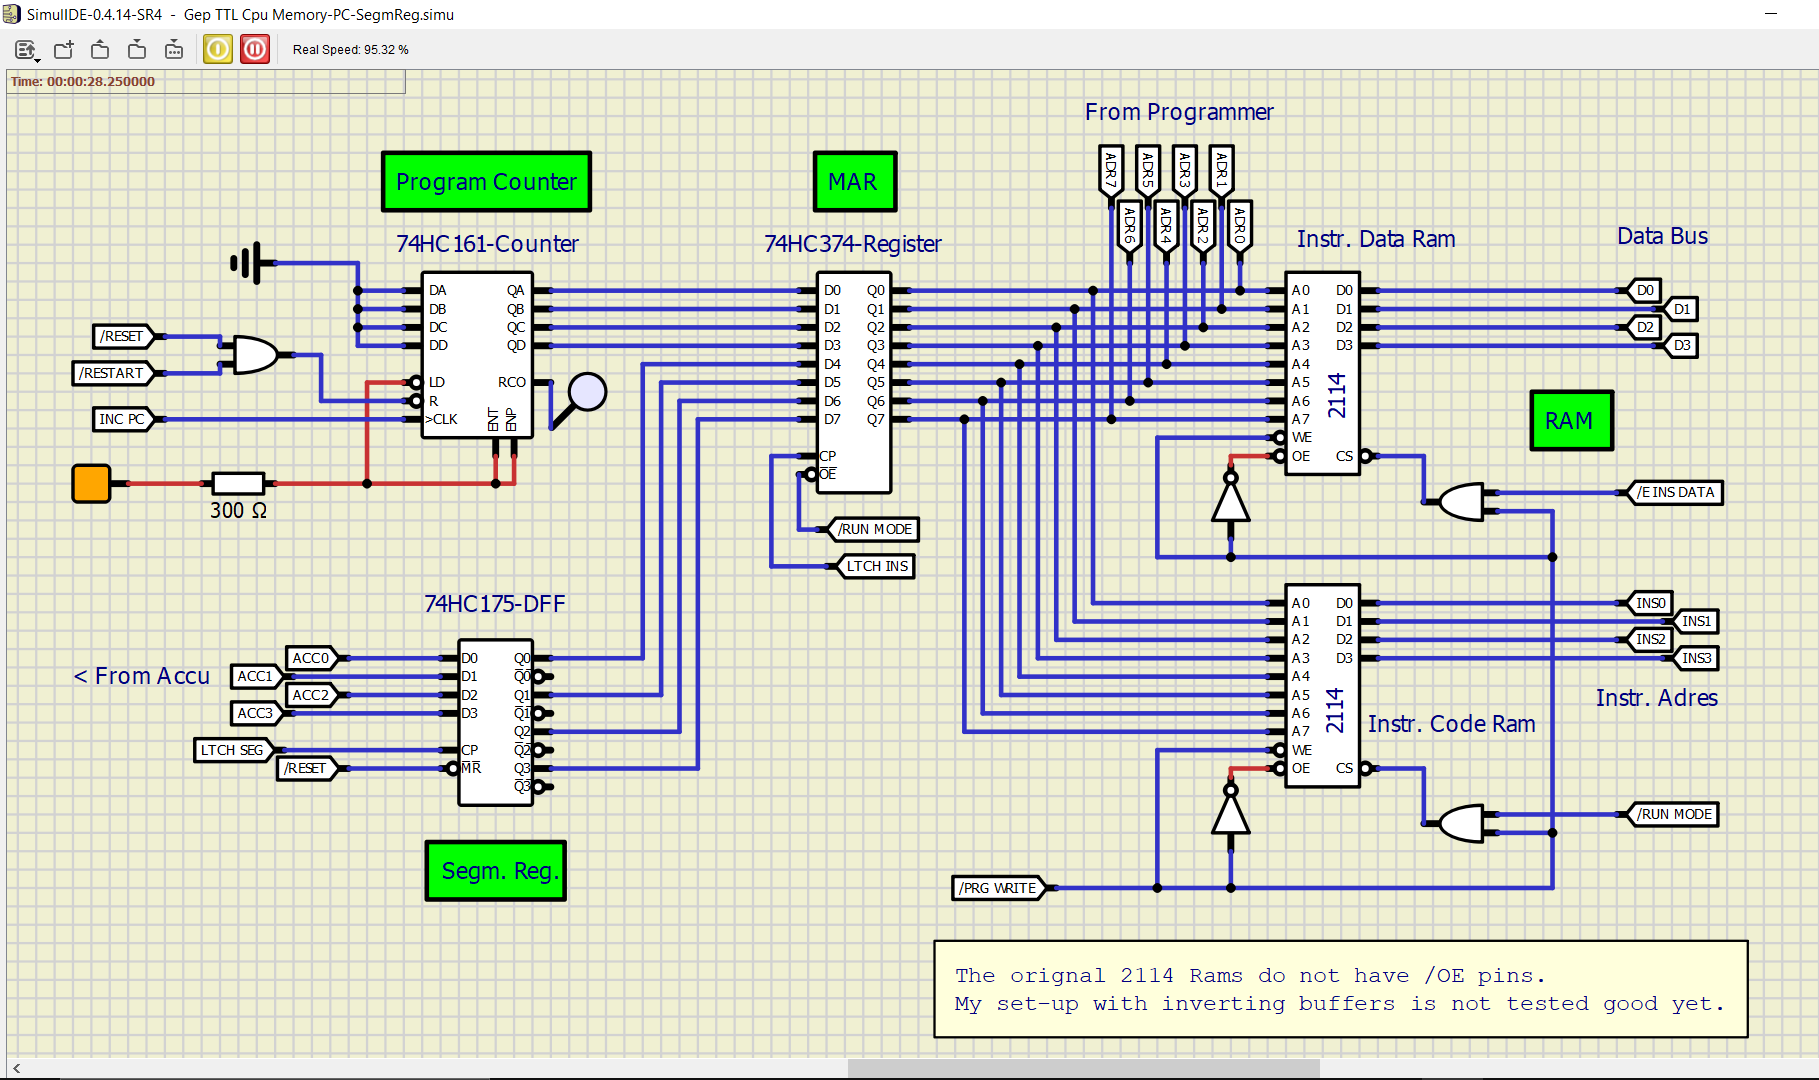 SimulIDE-0.4.14-SR4 - Gep TTL Cpu Memory-PC-SegmReg.simu
Real Speed: 95.32 %
Time: 00:00:28.250000
From Programmer
ADR7 ADR5 ADR3 ADR1
ADR6 ADR4 ADR2 ADR0
Program Counter
MAR
74HC161-Counter
74HC374-Register
Instr. Data Ram
Data Bus
DA QA
DB QB
DC QC
DD QD
LD RCO
R
>CLK
ENT ENP
/RESET
/RESTART
INC PC
300 Ω
D0 Q0
D1 Q1
D2 Q2
D3 Q3
D4 Q4
D5 Q5
D6 Q6
D7 Q7
CP
OE
/RUN MODE
LTCH INS
A0 D0
A1 D1
A2 D2
A3 D3
A4
A5
A6
A7
WE
OE CS
2114
D0
D1
D2
D3
RAM
/E INS DATA
74HC175-DFF
< From Accu
ACC0
ACC1
ACC2
ACC3
LTCH SEG
/RESET
D0 Q0
D1 Q0
D2 Q1
D3 Q1
Q2
CP Q2
MR Q3
Q3
Segm. Reg.
A0 D0
A1 D1
A2 D2
A3 D3
A4
A5
A6
A7
WE
OE CS
2114
INS0
INS1
INS2
INS3
Instr. Adres
Instr. Code Ram
/RUN MODE
/PRG WRITE
The orignal 2114 Rams do not have /OE pins.
My set-up with inverting buffers is not tested good yet.